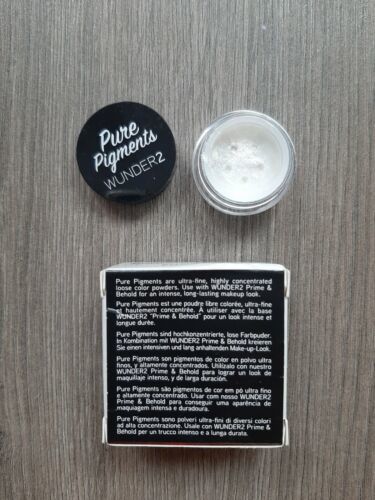 Pure
Pigments
WUNDER2
Pure Pigments are ultra-fine, highly concentrated
loose color powders. Use with WUNDER2 Prime &
Behold for an intense, long-lasting makeup look.
Pure Pigments est une poudre libre colorée, ultra-fine
et hautement concentrée. À utiliser avec la base
WUNDER2 "Prime & Behold" pour un look intense et
longue durée.
Pure Pigments sind hochkonzentrierte, lose Farbpuder.
In Kombination mit WUNDER2 Prime & Behold kreieren
Sie einen intensiven und lang anhaltenden Make-up-Look.
Pure Pigments son pigmentos de color en polvo ultra
finos, y altamente concentrados. Utilizado con nuestro
WUNDER2 Prime & Behold para lograr un look de
maquillaje intenso, y de larga duración.
Pure Pigments são pigmentos de cor em pó ultra fino
e altamente concentrado. Usar com nosso WUNDER2
Prime & Behold para conseguir uma aparência de
maquiagem intensa e duradoura.
Pure Pigments sono polveri ultra-fini di diversi colori
ad alta concentrazione. Usale con WUNDER2 Prime &
Behold per un trucco intenso e a lunga durata.